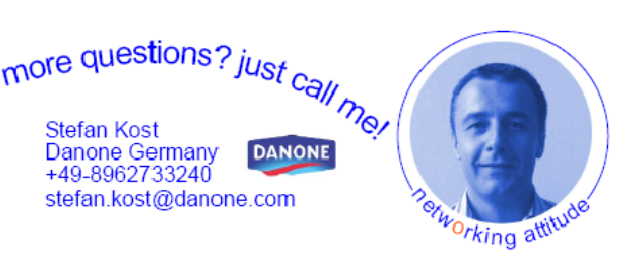 more questions? just call me!
Stefan Kost
Danone Germany
+49-8962733240
stefan.kost@danone.com
DANONE
networking attitude